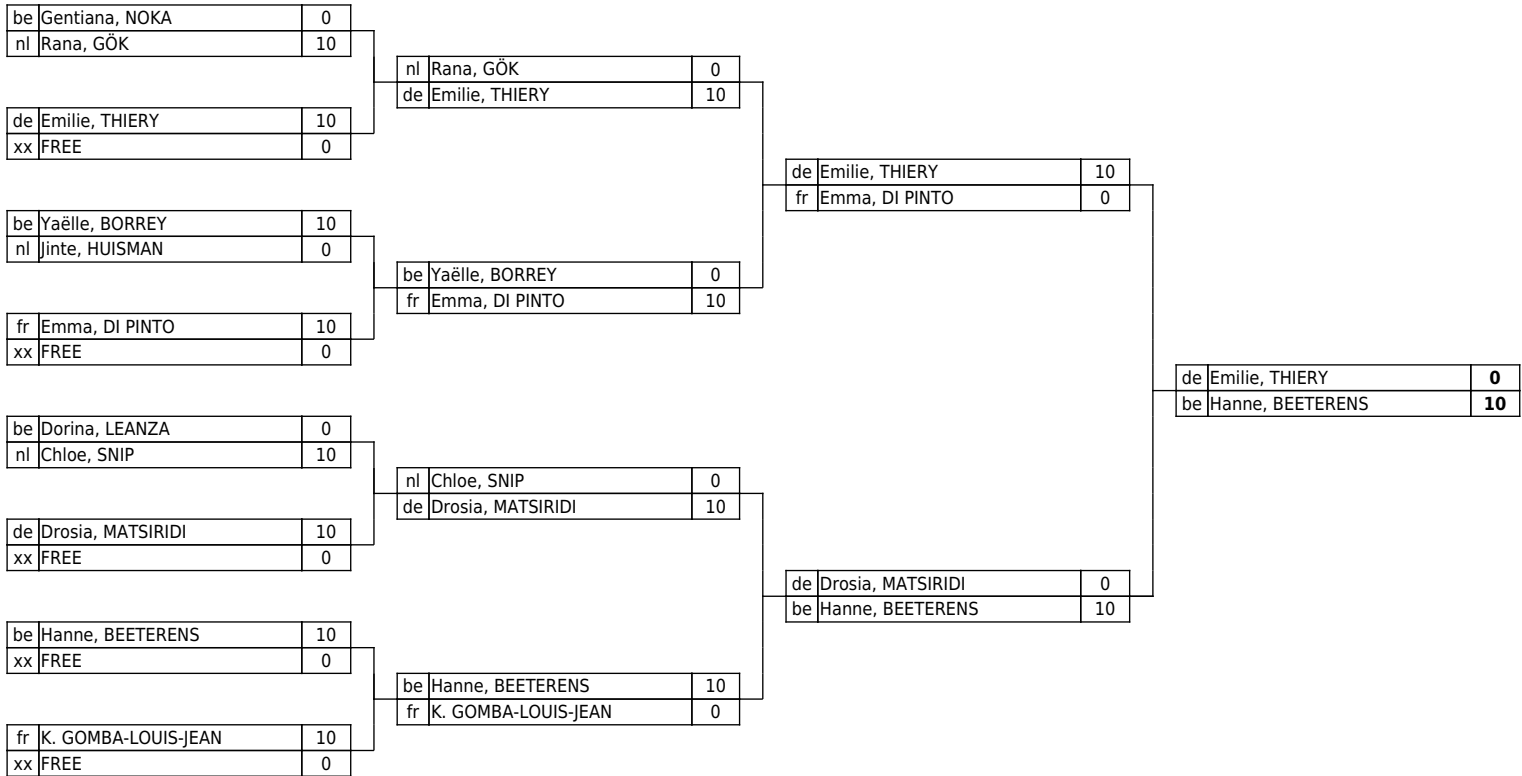 be Gentiana, NOKA 0
nl Rana, GÖK 10
de Emilie, THIERY 10
xx FREE 0
be Yaëlle, BORREY 10
nl Jinte, HUISMAN 0
fr Emma, DI PINTO 10
xx FREE 0
be Dorina, LEANZA 0
nl Chloe, SNIP 10
de Drosia, MATSIRIDI 10
xx FREE 0
be Hanne, BEETERENS 10
xx FREE 0
fr K. GOMBA-LOUIS-JEAN 10
xx FREE 0
nl Rana, GÖK 0
de Emilie, THIERY 10
be Yaëlle, BORREY 0
fr Emma, DI PINTO 10
nl Chloe, SNIP 0
de Drosia, MATSIRIDI 10
be Hanne, BEETERENS 10
fr K. GOMBA-LOUIS-JEAN 0
de Emilie, THIERY 10
fr Emma, DI PINTO 0
de Drosia, MATSIRIDI 0
be Hanne, BEETERENS 10
de Emilie, THIERY 0
be Hanne, BEETERENS 10